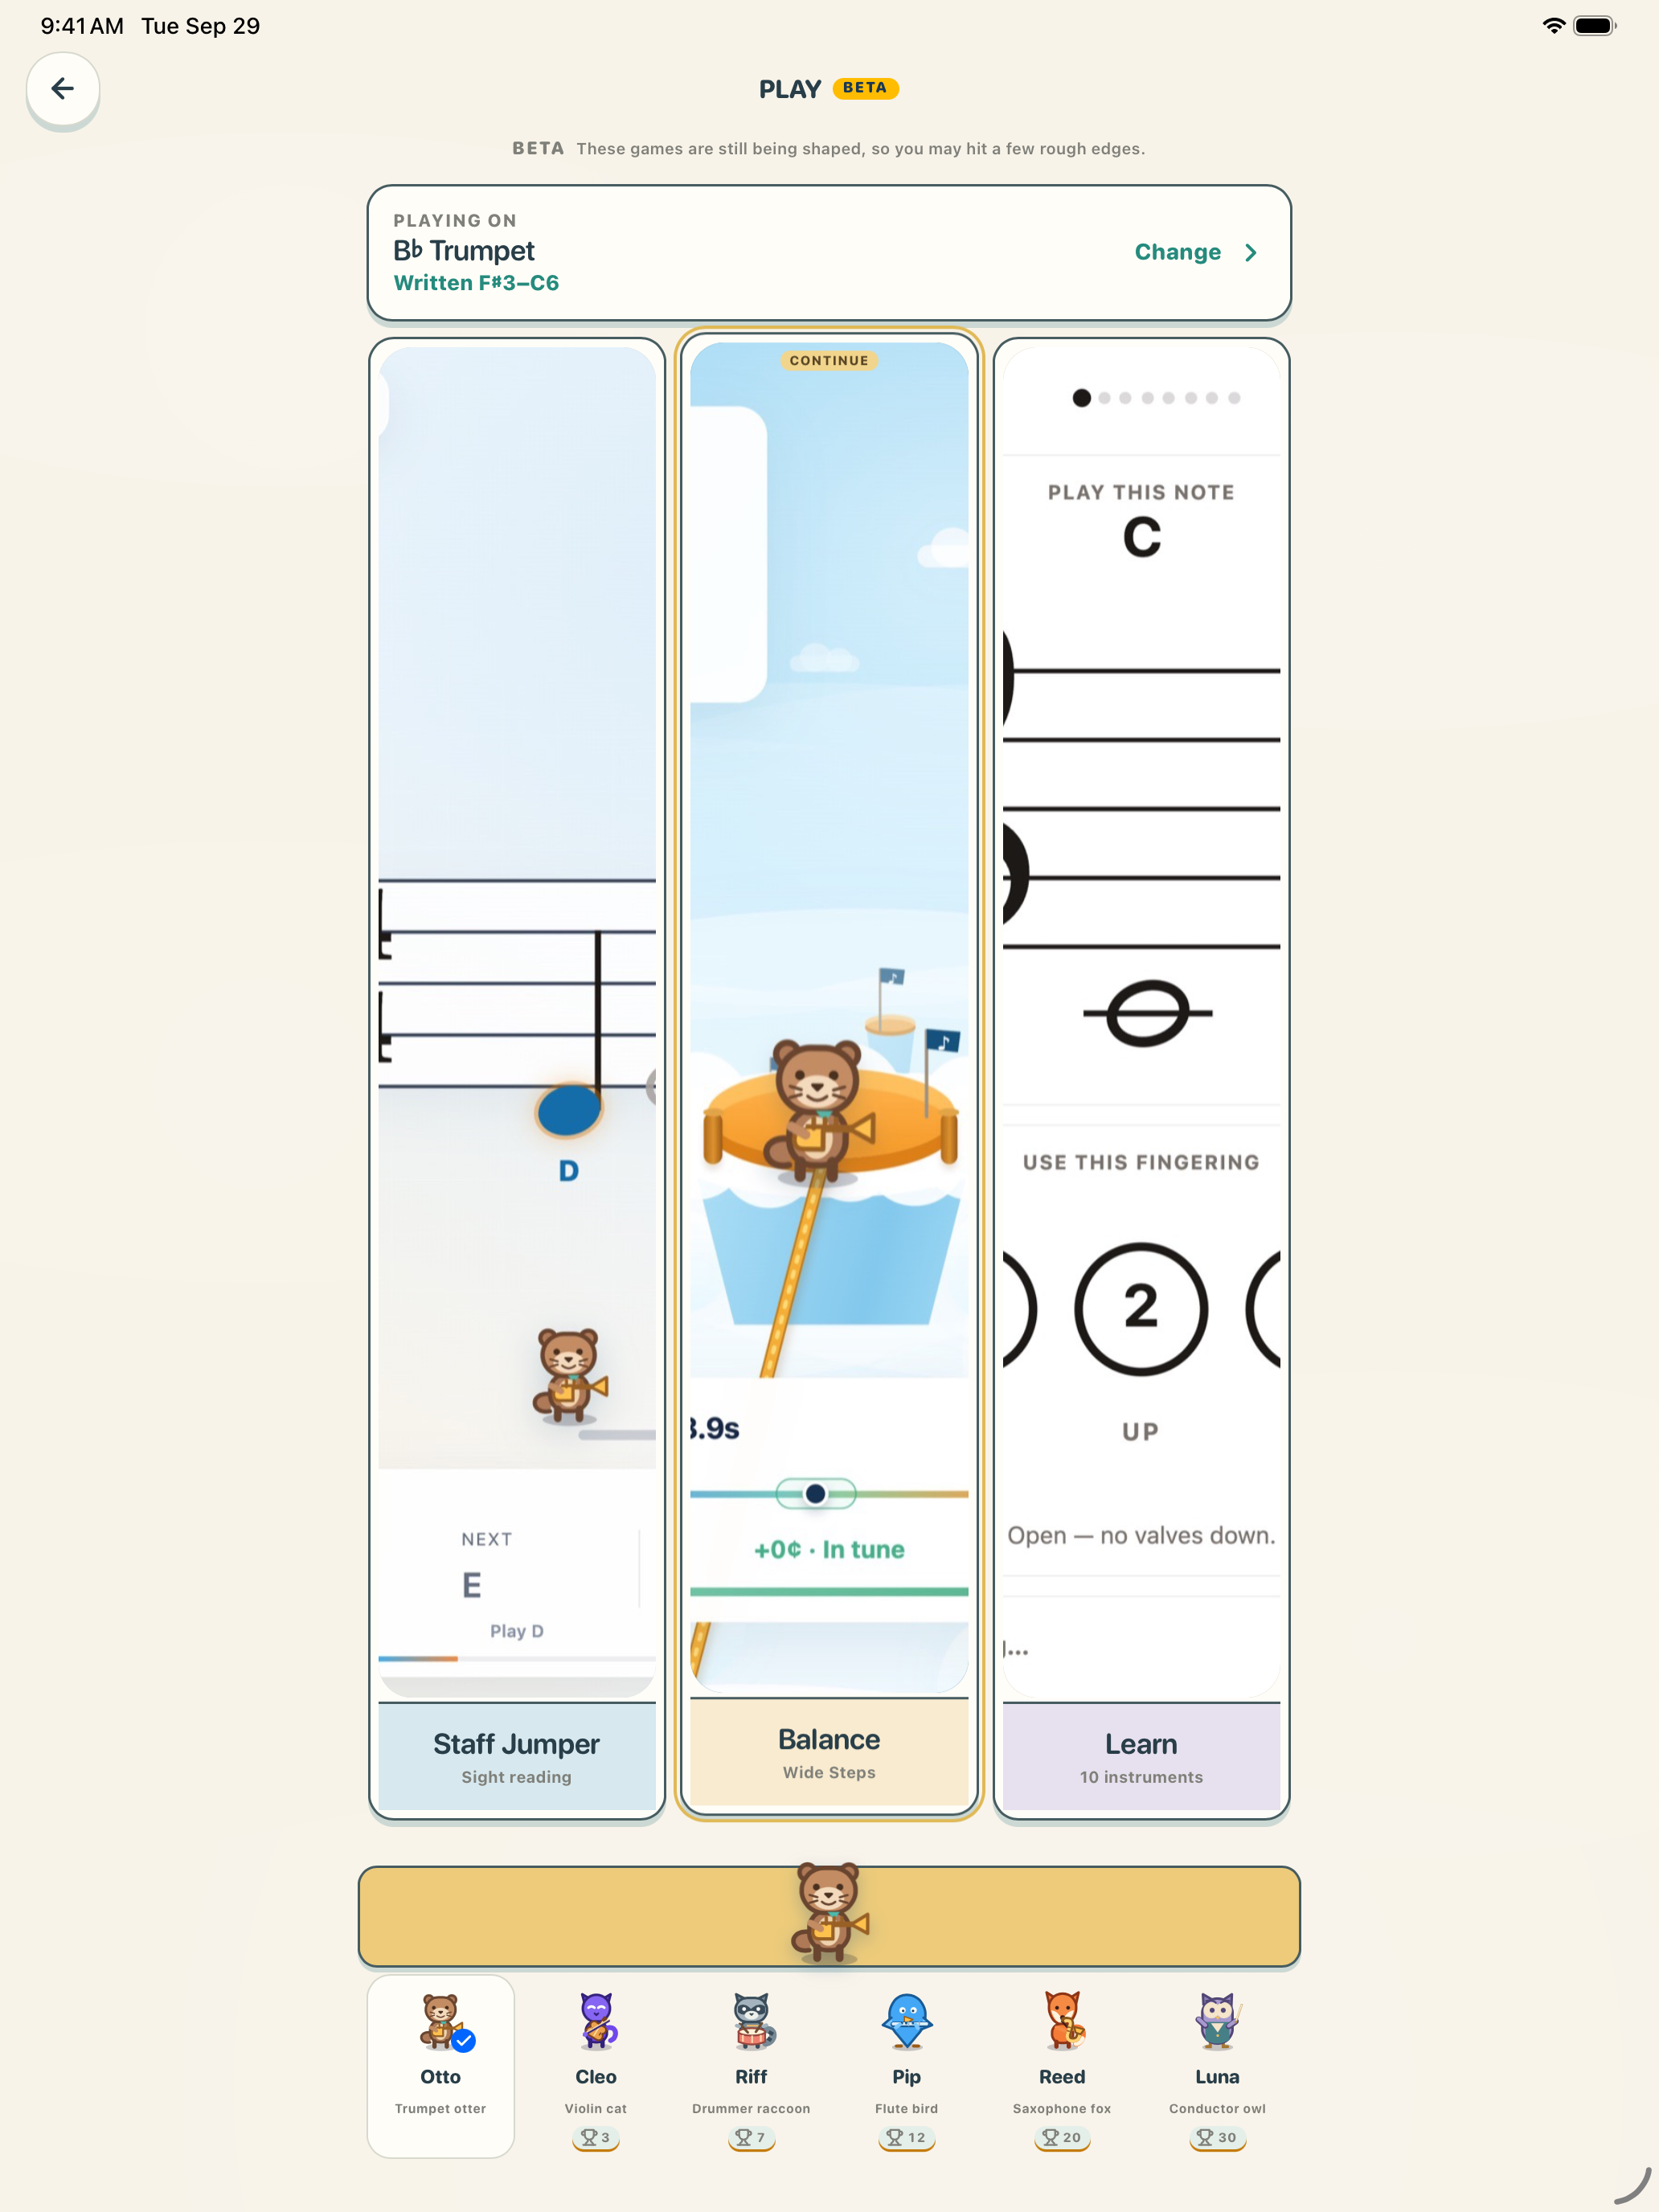 9:41 AM Tue Sep 29
PLAY BETA
BETA These games are still being shaped, so you may hit a few rough edges.
PLAYING ON
B♭ Trumpet
Written F♯3–C6
Change
D
NEXT
E
Play D
Staff Jumper
Sight reading
CONTINUE
3.9s
+0¢ · In tune
Balance
Wide Steps
PLAY THIS NOTE
C
USE THIS FINGERING
2
UP
Open — no valves down.
Learn
10 instruments
Otto
Trumpet otter
Cleo
Violin cat
3
Riff
Drummer raccoon
7
Pip
Flute bird
12
Reed
Saxophone fox
20
Luna
Conductor owl
30